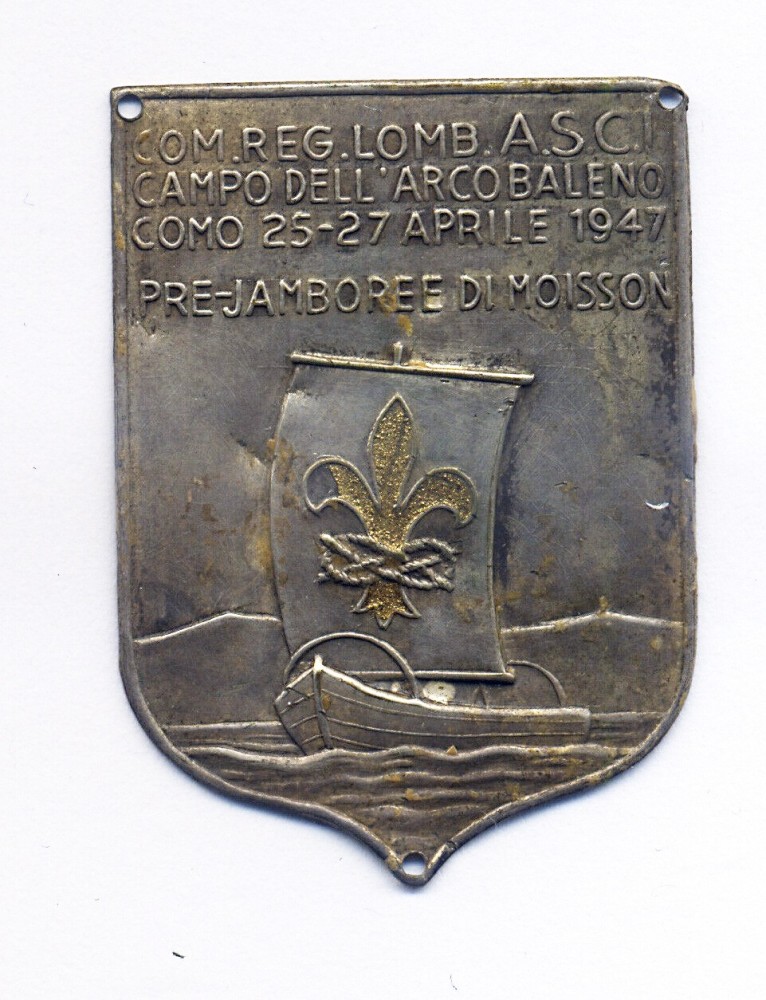 COM.REG.LOMB.A.S.C.I
CAMPO DELL'ARCOBALENO
COMO 25-27 APRILE 1947
PRE-JAMBOREE DI MOISSON